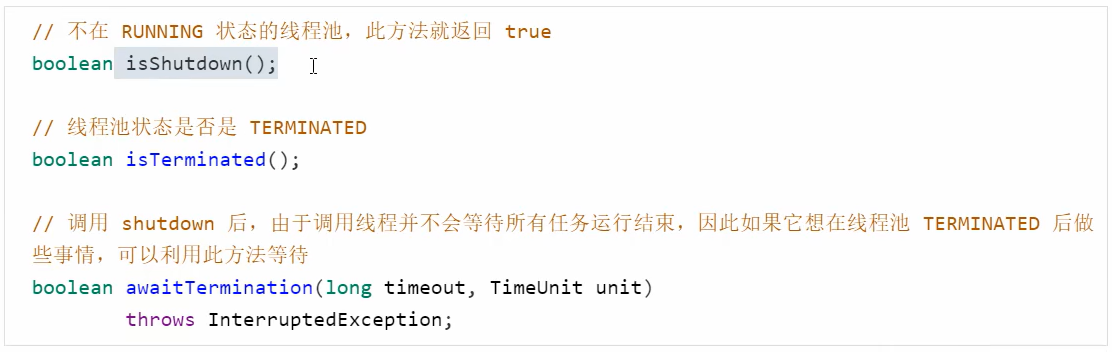 // 不在 RUNNING 状态的线程池，此方法就返回 true
boolean isShutdown();
// 线程池状态是否是 TERMINATED
boolean isTerminated();
// 调用 shutdown 后，由于调用线程并不会等待所有任务运行结束，因此如果它想在线程池 TERMINATED 后做
些事情，可以利用此方法等待
boolean awaitTermination(long timeout, TimeUnit unit)
throws InterruptedException;